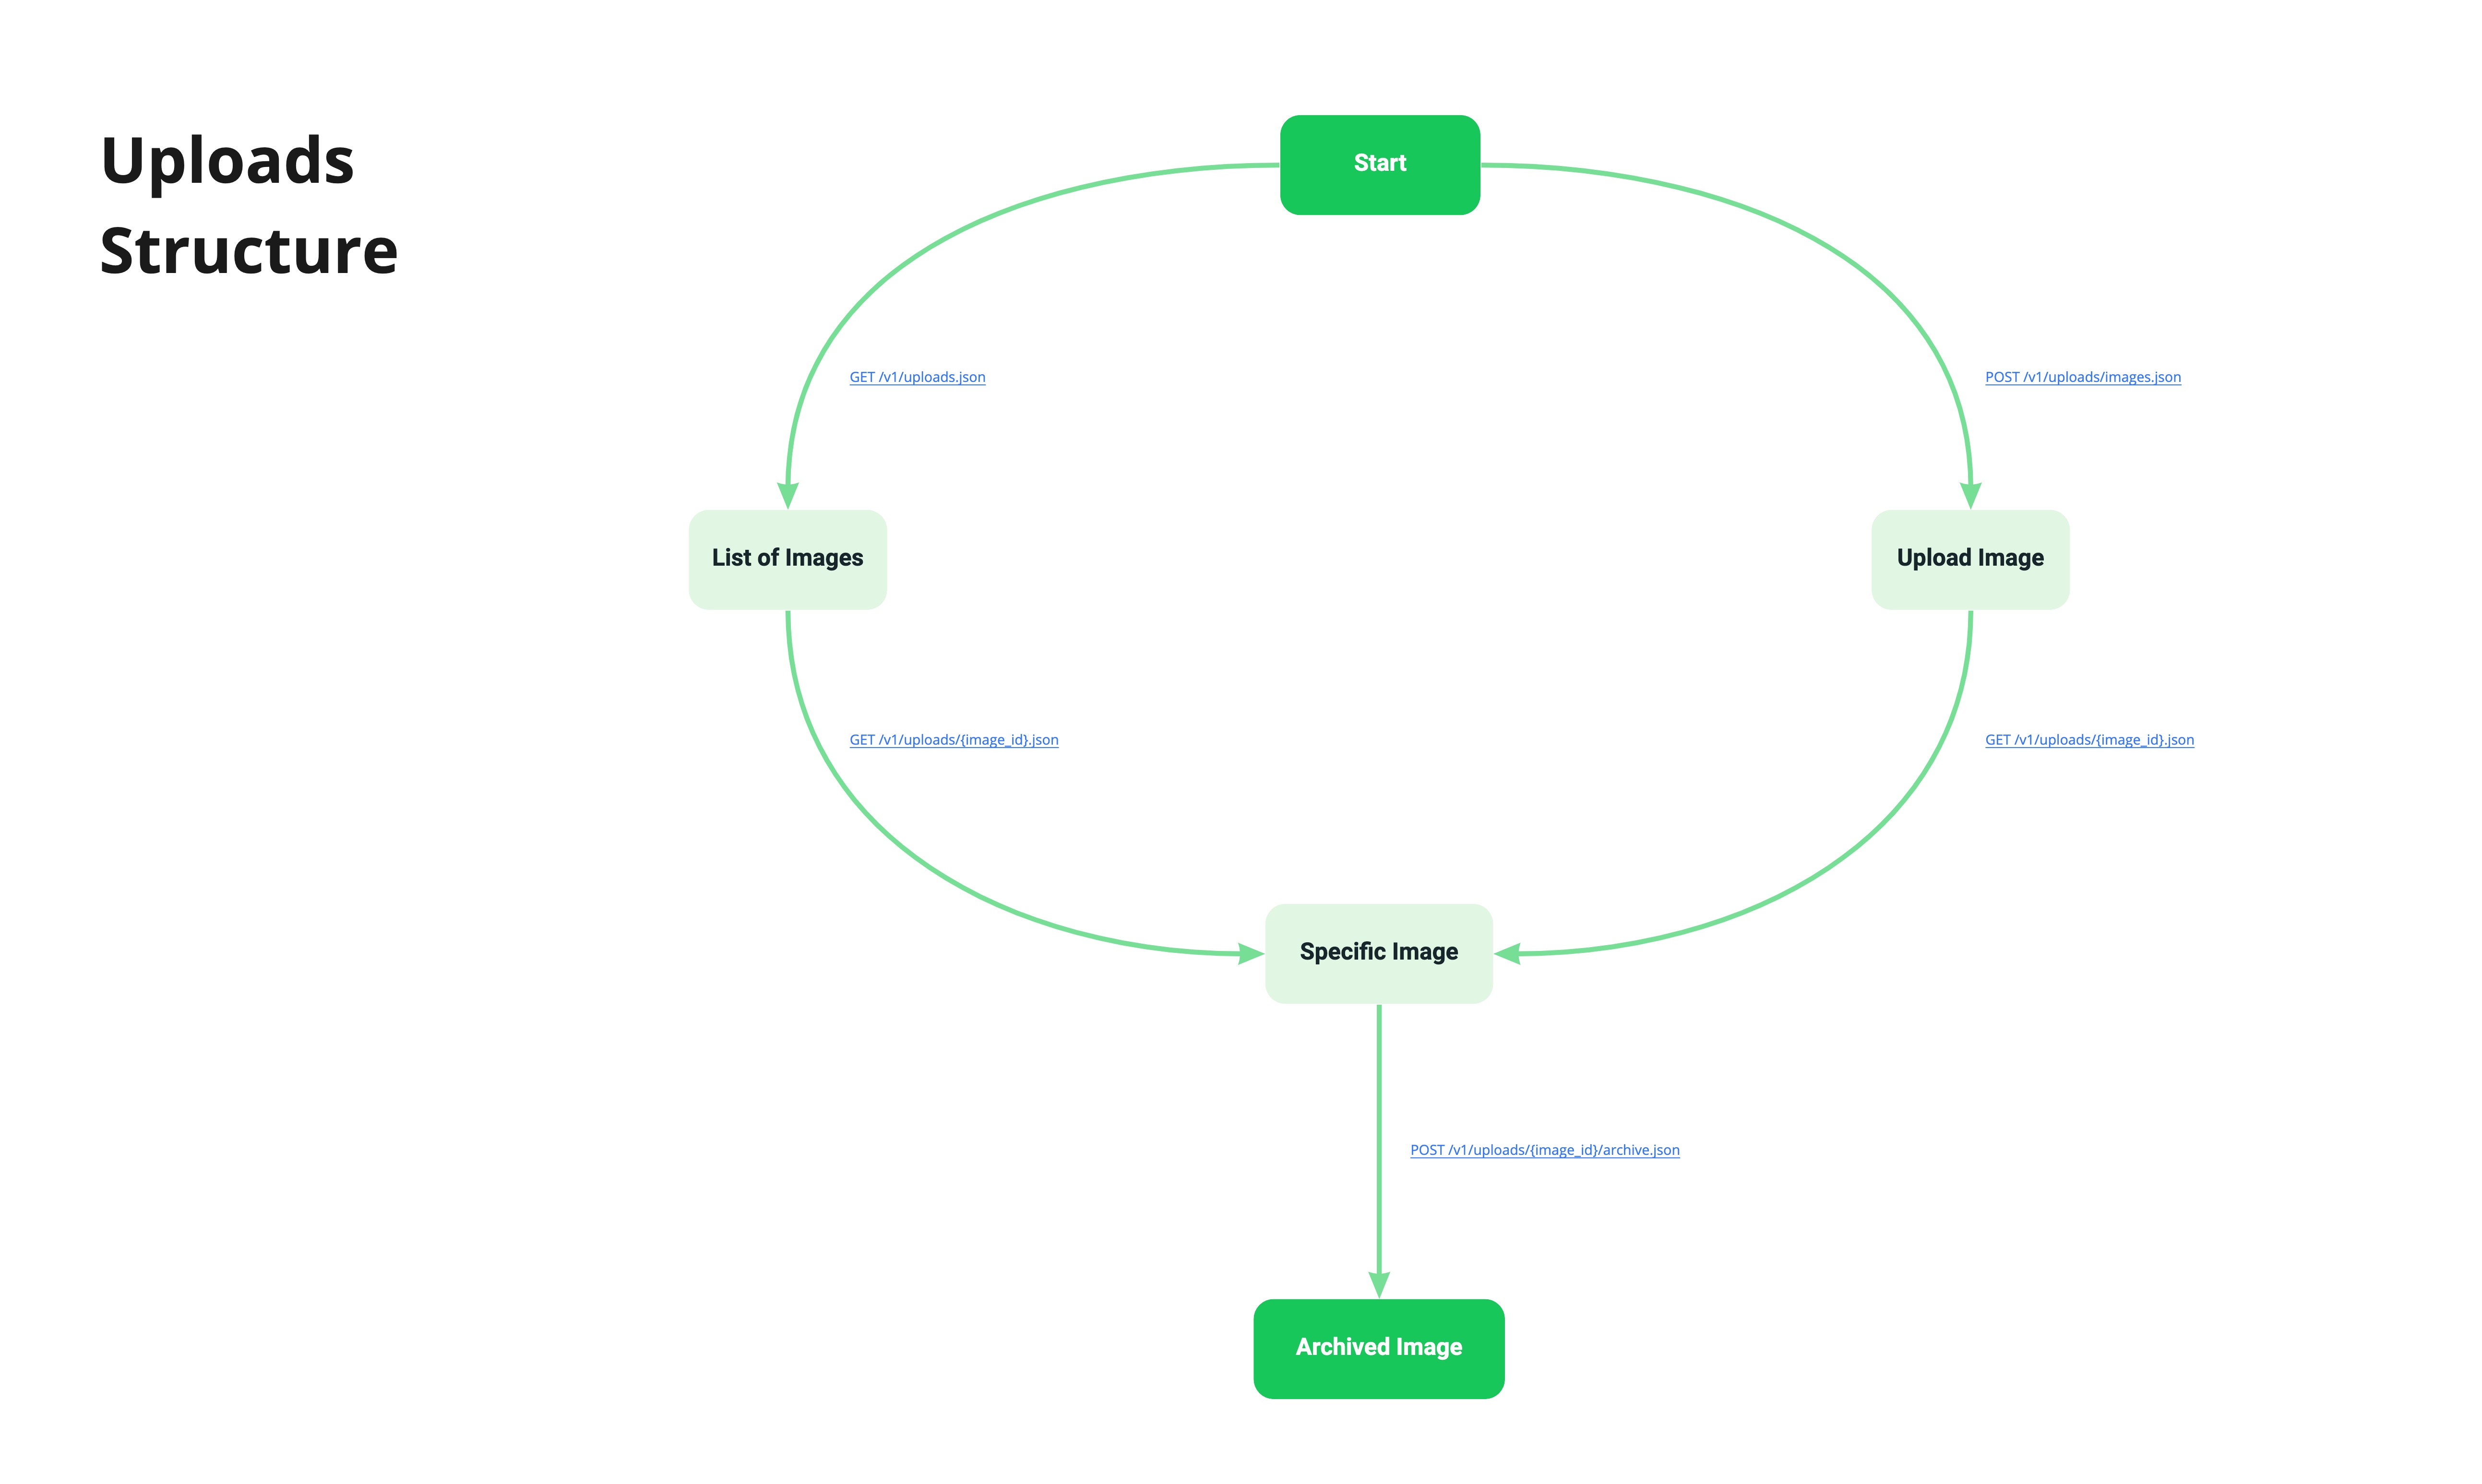 Uploads
Structure
Start
GET /v1/uploads.json
POST /v1/uploads/images.json
List of Images
Upload Image
GET /v1/uploads/{image_id}.json
GET /v1/uploads/{image_id}.json
Specific Image
POST /v1/uploads/{image_id}/archive.json
Archived Image